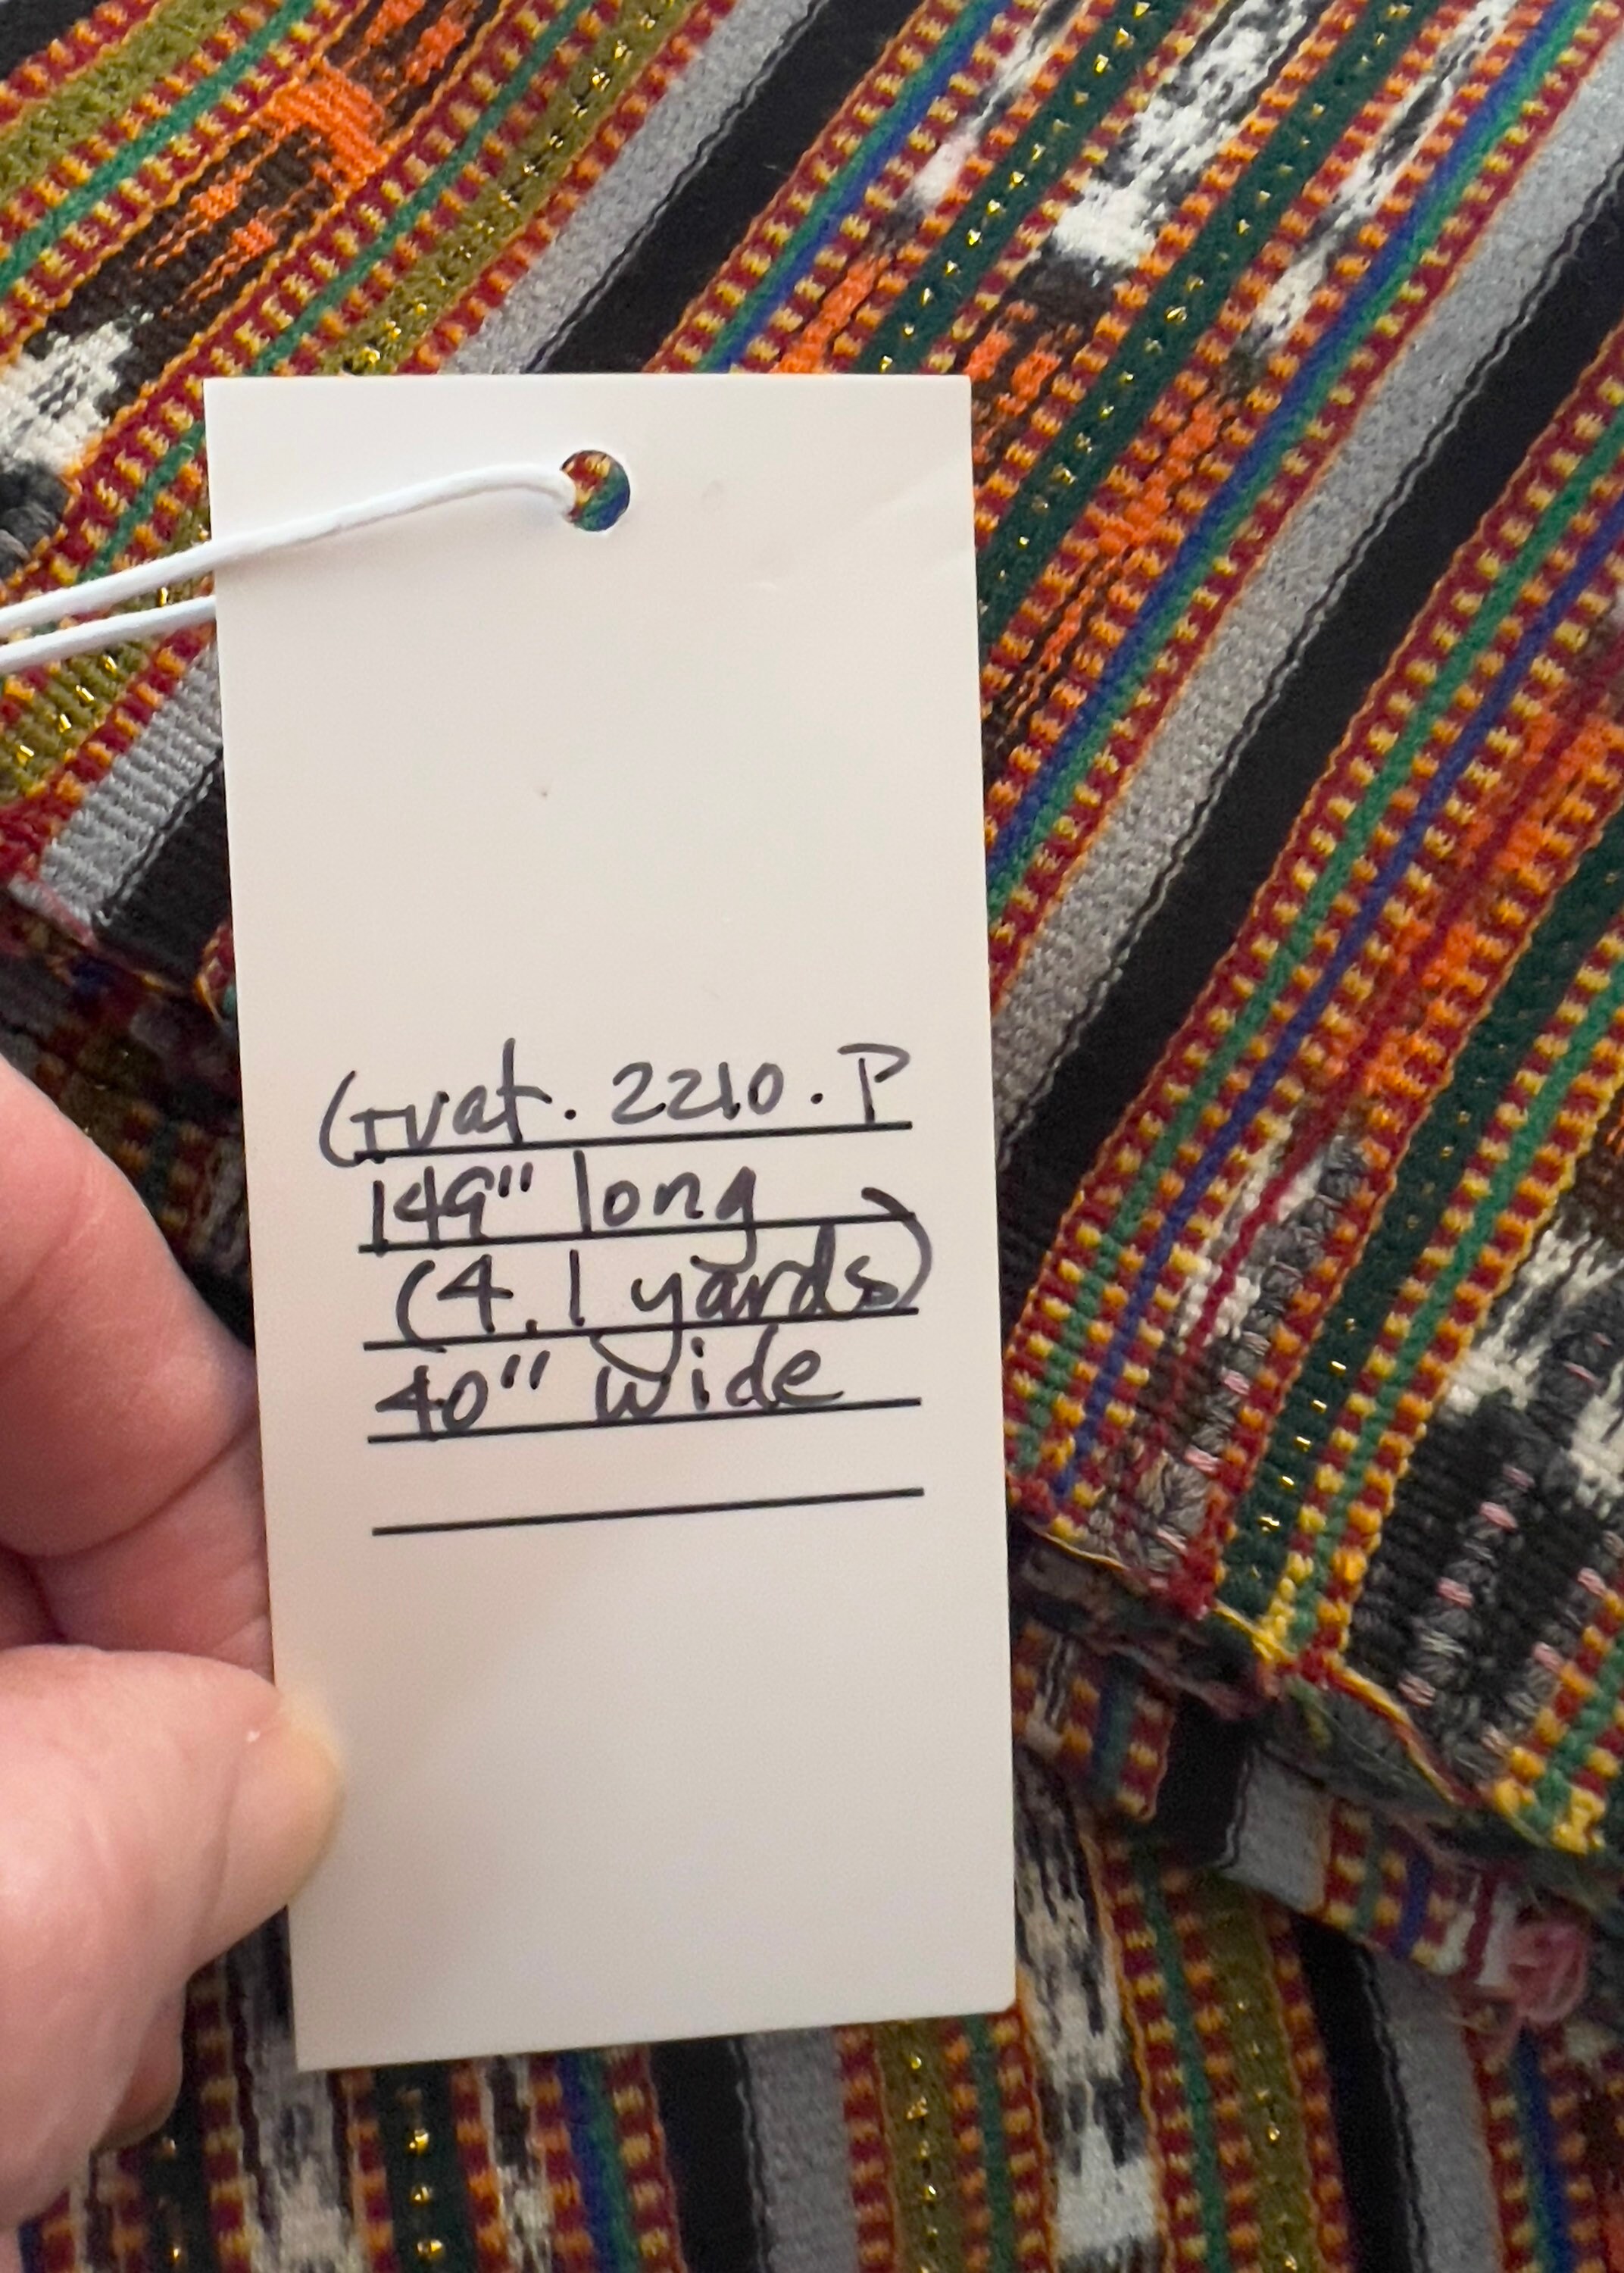 Guat. 2210. P
149" long
(4.1 yards)
40" wide